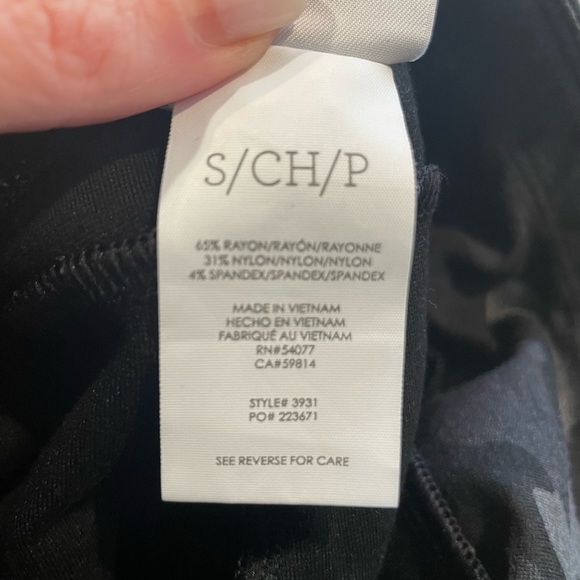 S/CH/P
65% RAYON/RAYÓN/RAYONNE
31% NYLON/NYLON/NYLON
4% SPANDEX/SPANDEX/SPANDEX
MADE IN VIETNAM
HECHO EN VIETNAM
FABRIQUÉ AU VIETNAM
RN#54077
CA#59814
STYLE# 3931
PO# 223671
SEE REVERSE FOR CARE